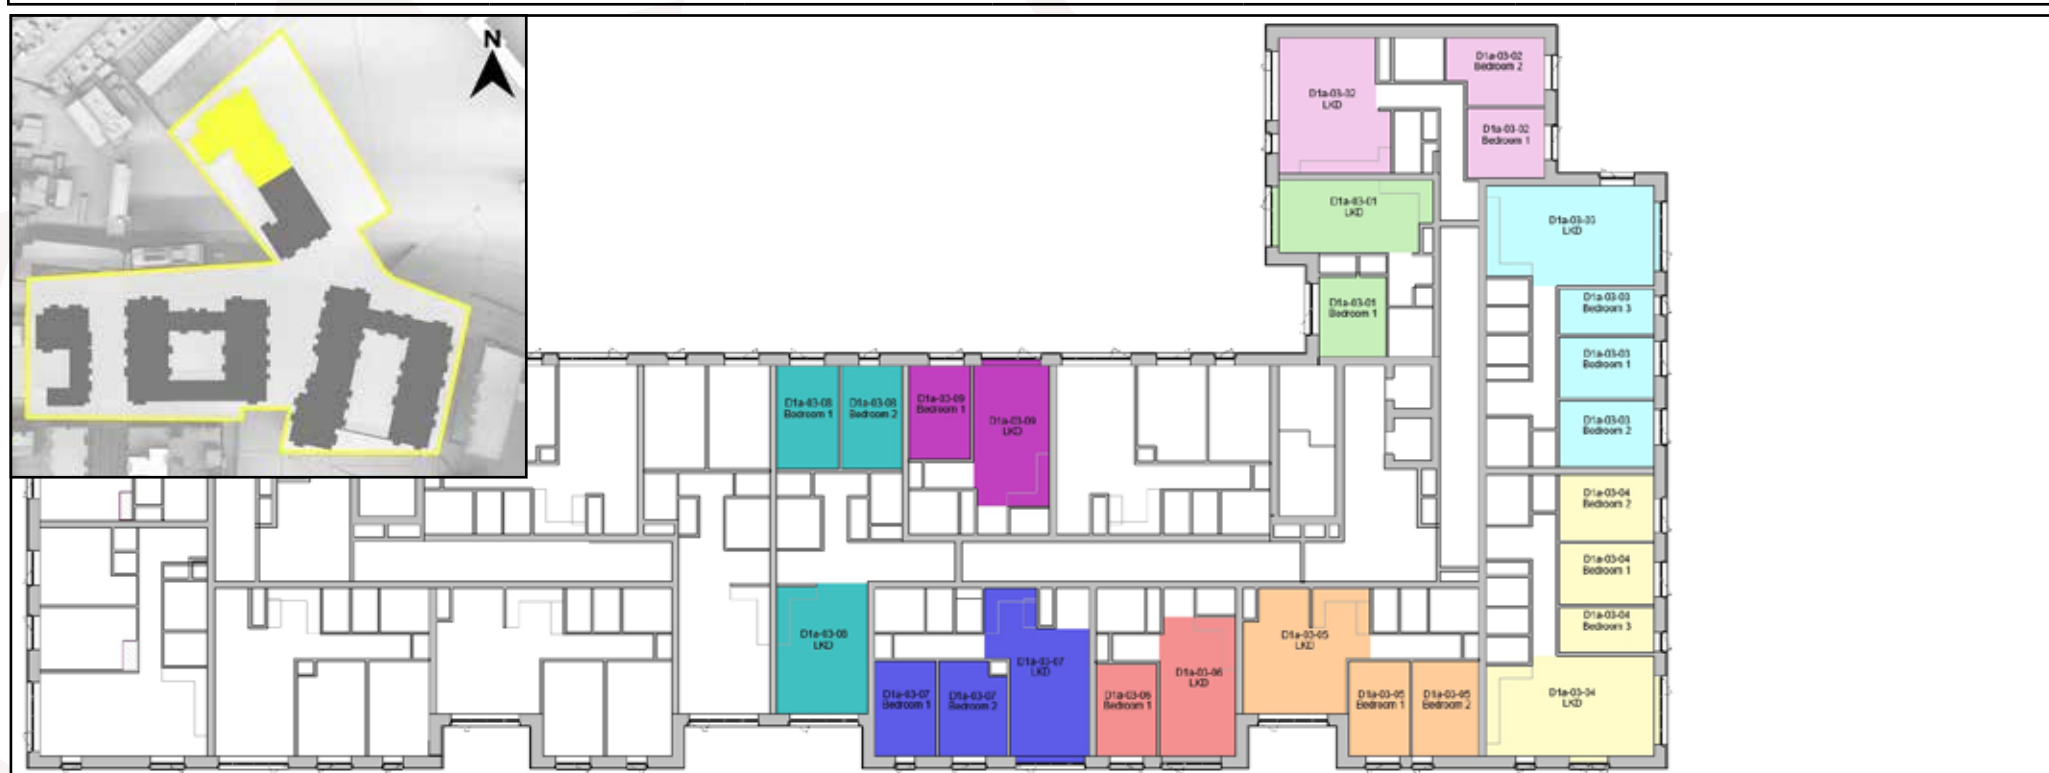 N
D1a-03-02
LKD
D1a-03-02
Bedroom 2
D1a-03-02
Bedroom 1
D1a-03-01
LKD
D1a-03-01
Bedroom 1
D1a-03-03
LKD
D1a-03-03
Bedroom 3
D1a-03-03
Bedroom 1
D1a-03-03
Bedroom 2
D1a-03-04
Bedroom 2
D1a-03-04
Bedroom 1
D1a-03-04
Bedroom 3
D1a-03-04
LKD
D1a-03-08
Bedroom 1
D1a-03-08
Bedroom 2
D1a-03-09
Bedroom 1
D1a-03-09
LKD
D1a-03-08
LKD
D1a-03-07
Bedroom 1
D1a-03-07
Bedroom 2
D1a-03-07
LKD
D1a-03-06
Bedroom 1
D1a-03-06
LKD
D1a-03-05
LKD
D1a-03-05
Bedroom 1
D1a-03-05
Bedroom 2